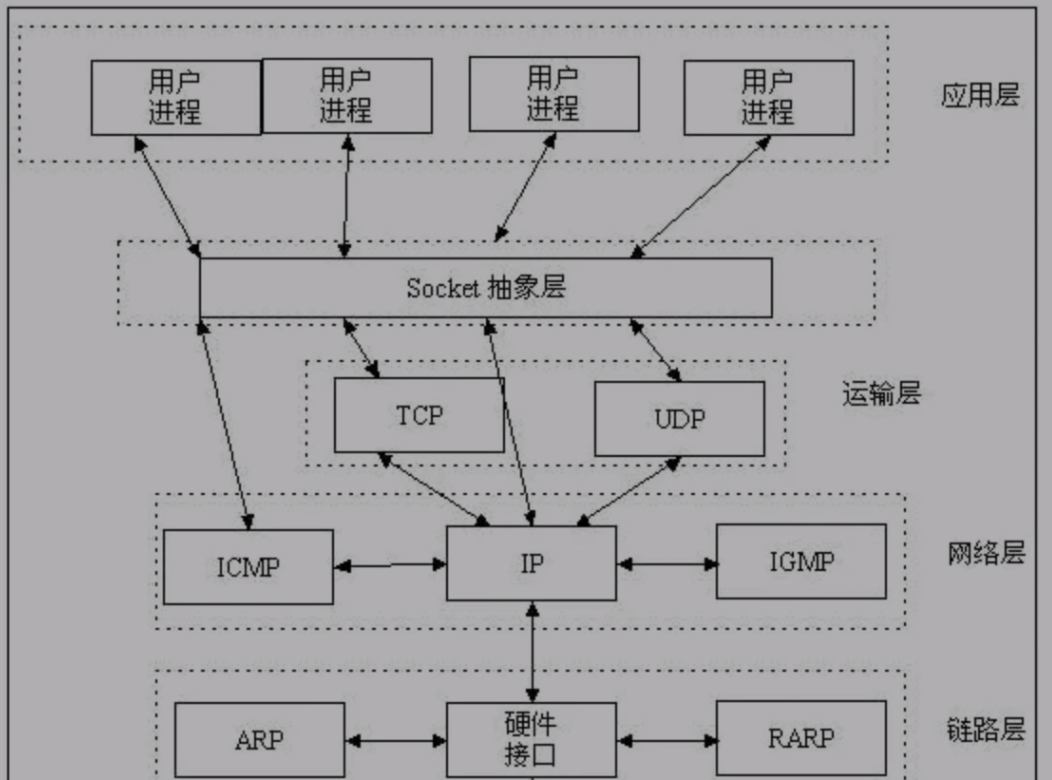 用户 用户 用户 用户
进程 进程 进程 进程
应用层
Socket 抽象层
TCP
UDP
运输层
ICMP
IP
IGMP
网络层
ARP
硬件
接口
RARP
链路层